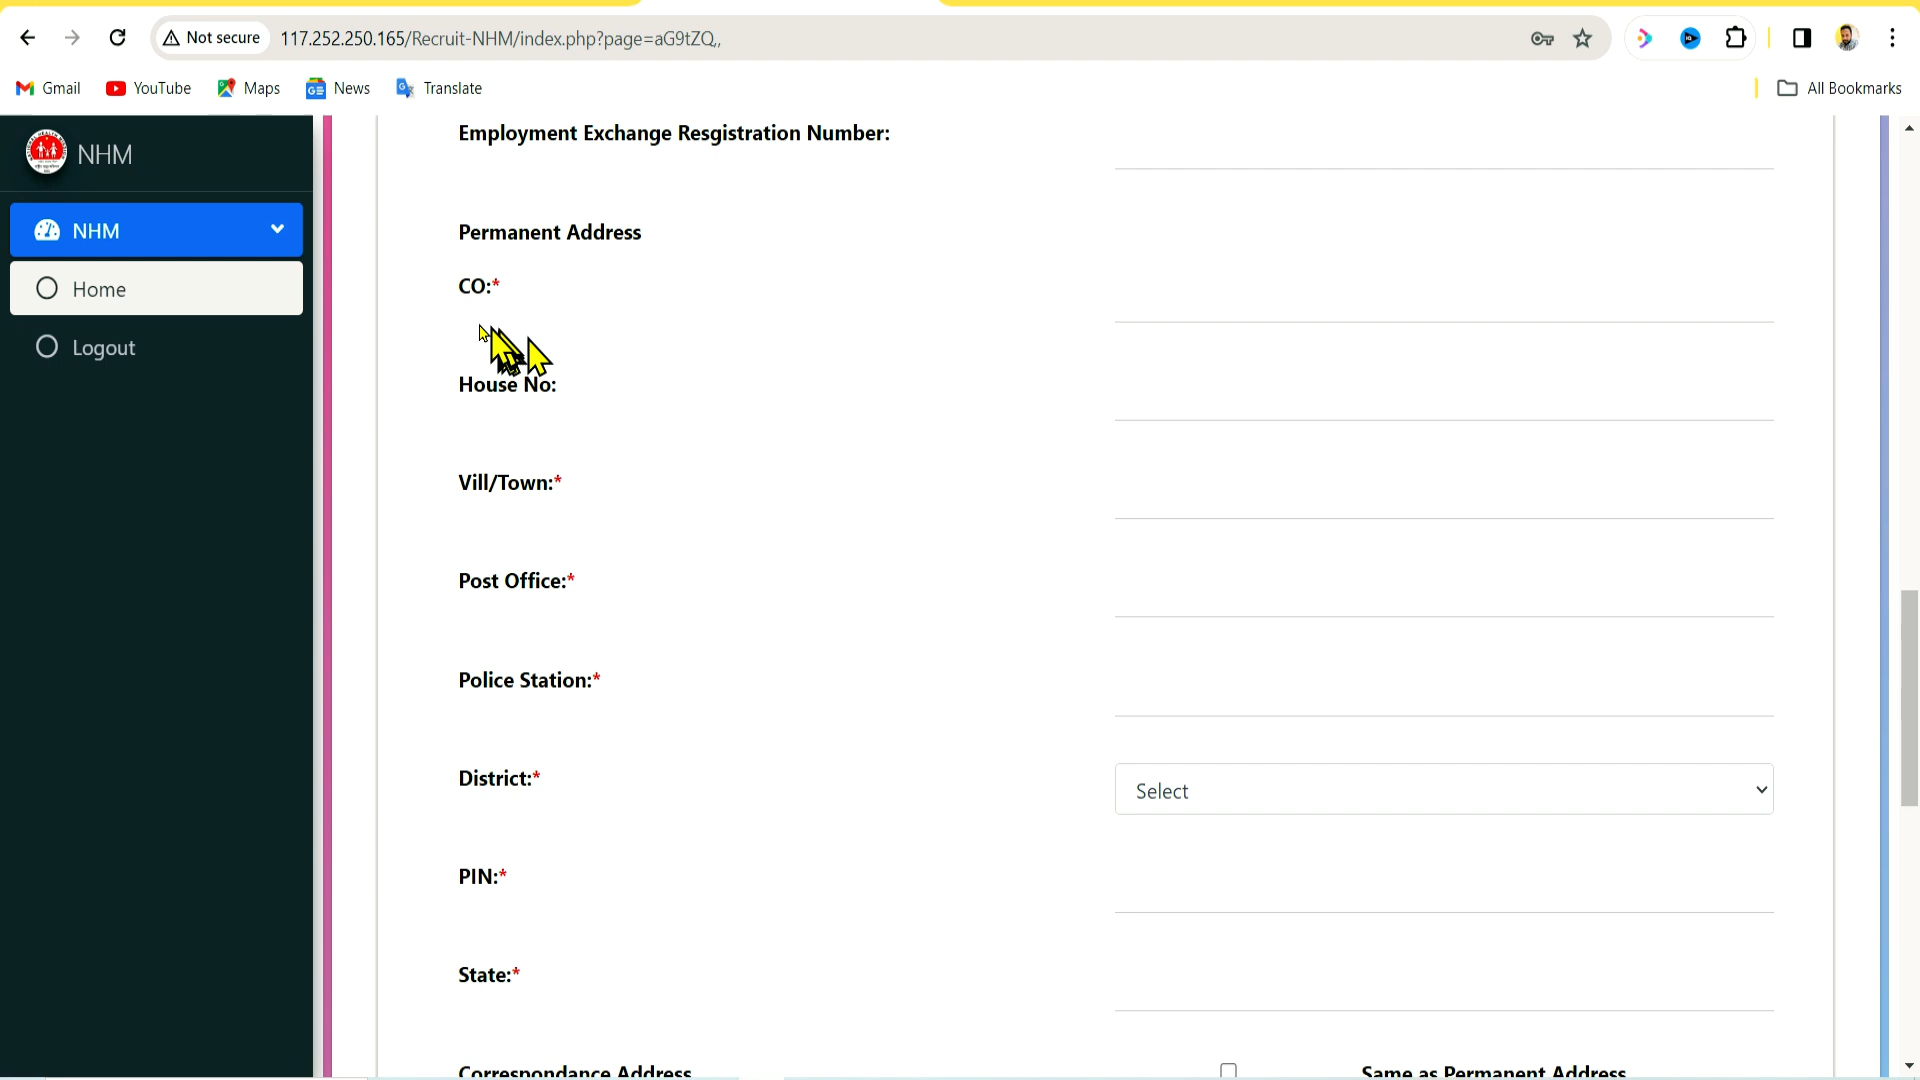 Not secure 117.252.250.165/Recruit-NHM/index.php?page=aG9tZQ,,
Gmail YouTube Maps News Translate All Bookmarks
NHM
NHM
Home
Logout
Employment Exchange Resgistration Number:
Permanent Address
CO:*
House No:
Vill/Town:*
Post Office:*
Police Station:*
District:* Select
PIN:*
State:*
Correspondance Address Same as Permanent Address